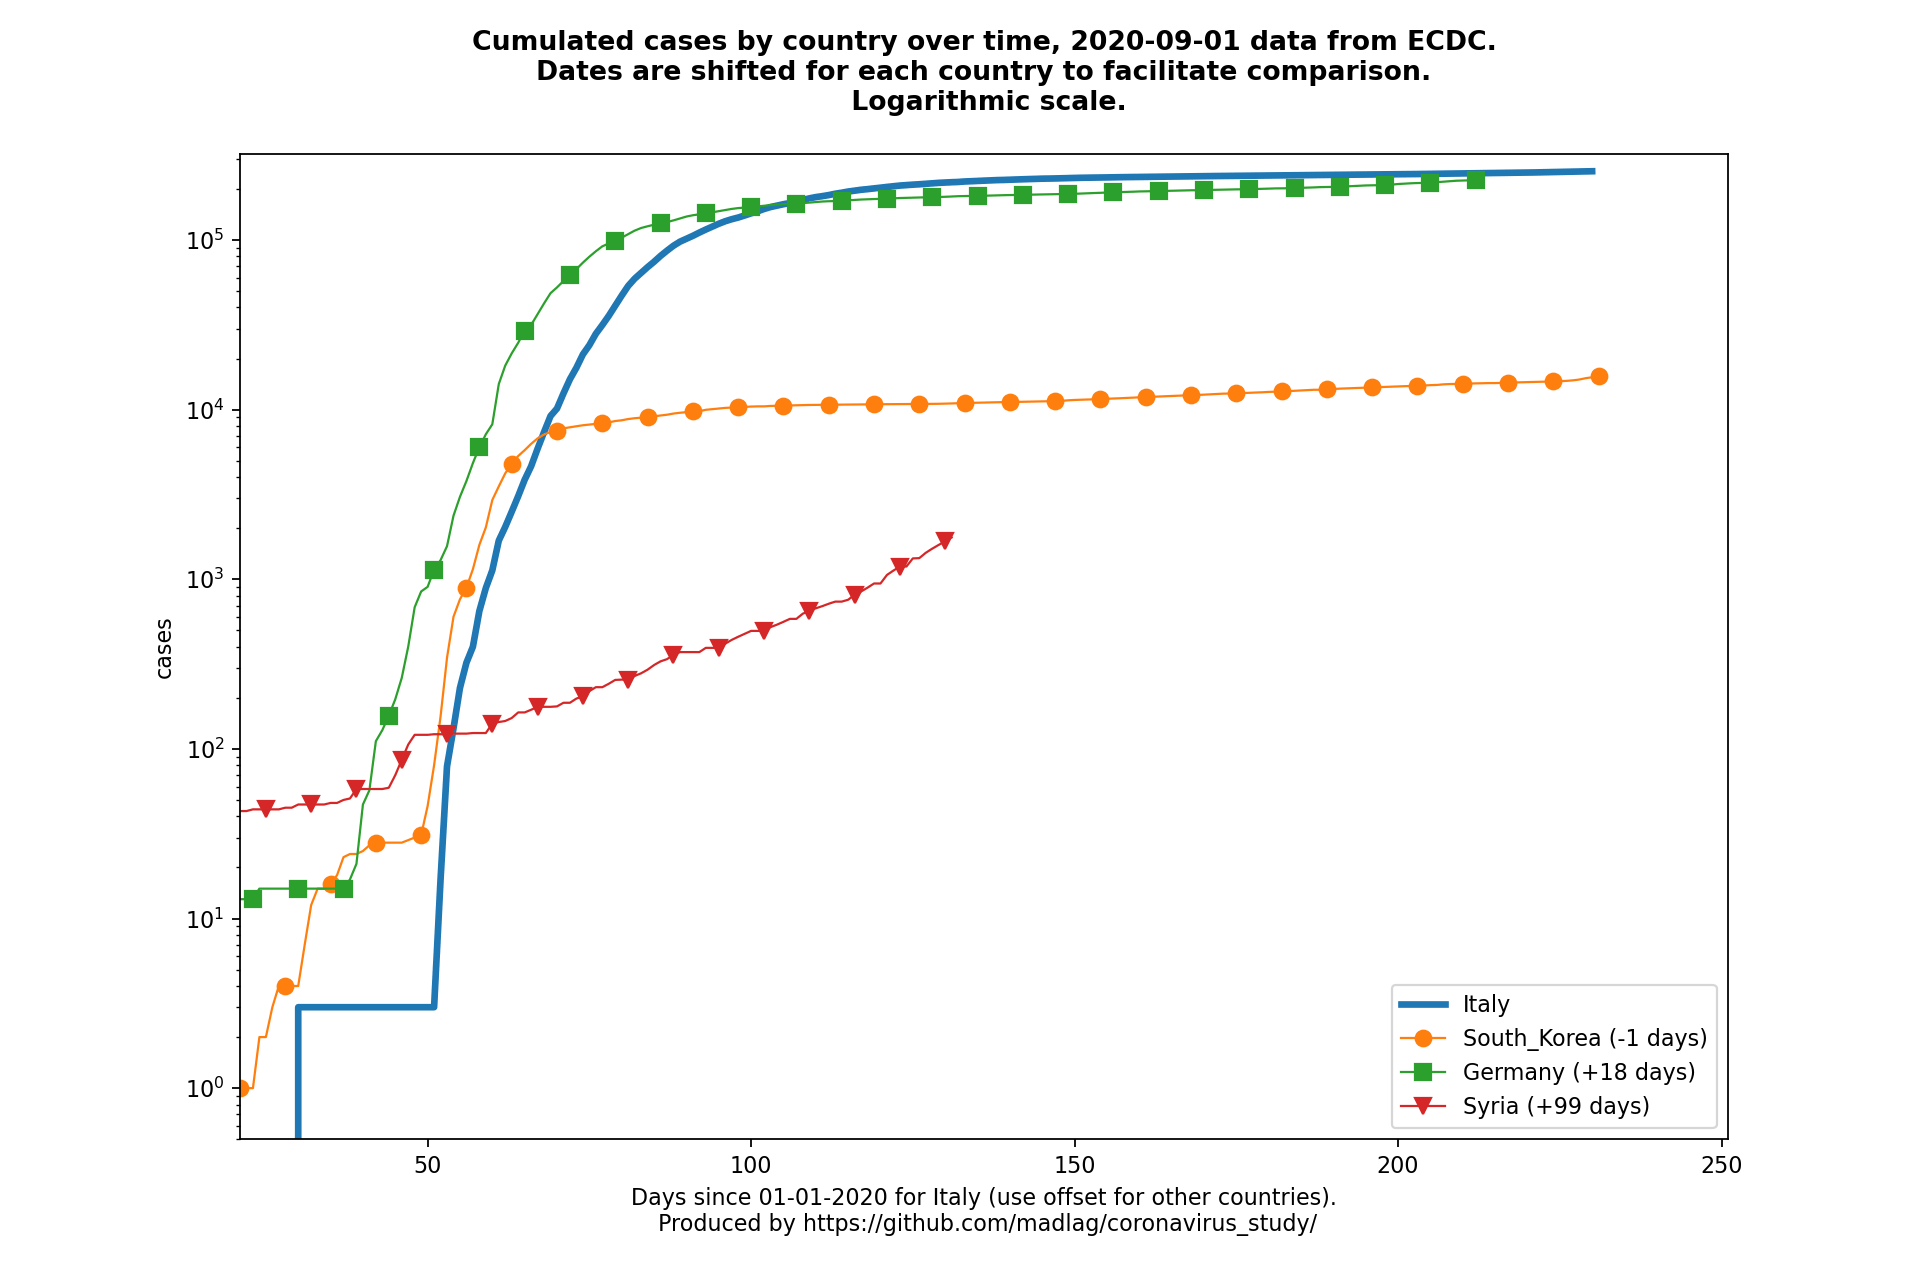 Cumulated cases by country over time, 2020-09-01 data from ECDC.
Dates are shifted for each country to facilitate comparison.
Logarithmic scale.
10^5
10^4
10^3
10^2
10^1
10^0
cases
50
100
150
200
250
Italy
South_Korea (-1 days)
Germany (+18 days)
Syria (+99 days)
Days since 01-01-2020 for Italy (use offset for other countries).
Produced by https://github.com/madlag/coronavirus_study/